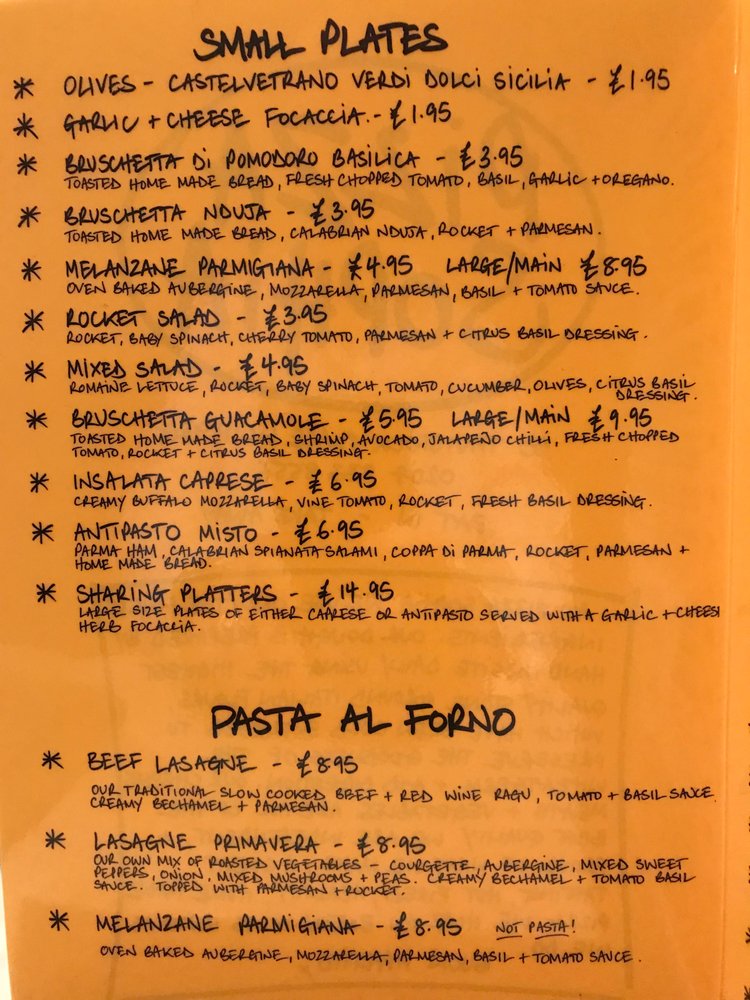 SMALL PLATES
* OLIVES - CASTELVETRANO VERDI DOLCI SICILIA - £1.95
* GARLIC + CHEESE FOCACCIA. - £1.95
* BRUSCHETTA DI POMODORO BASILICA - £3.95
TOASTED HOME MADE BREAD, FRESH CHOPPED TOMATO, BASIL, GARLIC + OREGANO.
* BRUSCHETTA NDUJA - £3.95
TOASTED HOME MADE BREAD, CALABRIAN NDUJA, ROCKET + PARMESAN.
* MELANZANE PARMIGIANA - £4.95 LARGE/MAIN £8.95
OVEN BAKED AUBERGINE, MOZZARELLA, PARMESAN, BASIL + TOMATO SAUCE.
* ROCKET SALAD - £3.95
ROCKET, BABY SPINACH, CHERRY TOMATO, PARMESAN + CITRUS BASIL DRESSING.
* MIXED SALAD - £4.95
ROMAINE LETTUCE, ROCKET, BABY SPINACH, TOMATO, CUCUMBER, OLIVES, CITRUS BASIL
DRESSING.
* BRUSCHETTA GUACAMOLE - £5.95 LARGE/MAIN £9.95
TOASTED HOME MADE BREAD, SHRIMP, AVOCADO, JALAPEÑO CHILLI, FRESH CHOPPED
TOMATO, ROCKET + CITRUS BASIL DRESSING.
* INSALATA CAPRESE - £6.95
CREAMY BUFFALO MOZZARELLA, VINE TOMATO, ROCKET, FRESH BASIL DRESSING.
* ANTIPASTO MISTO - £6.95
PARMA HAM, CALABRIAN SPIANATA SALAMI, COPPA DI PARMA, ROCKET, PARMESAN +
HOME MADE BREAD.
* SHARING PLATTERS - £14.95
LARGE SIZE PLATES OF EITHER CAPRESE OR ANTIPASTO SERVED WITH A GARLIC + CHEESE
HERB FOCACCIA.
PASTA AL FORNO
* BEEF LASAGNE - £8.95
OUR TRADITIONAL SLOW COOKED BEEF + RED WINE RAGU, TOMATO + BASIL SAUCE
CREAMY BECHAMEL + PARMESAN.
* LASAGNE PRIMAVERA - £8.95
OUR OWN MIX OF ROASTED VEGETABLES - COURGETTE, AUBERGINE, MIXED SWEET
PEPPERS, ONION, MIXED MUSHROOMS + PEAS. CREAMY BECHAMEL + TOMATO BASIL
SAUCE. TOPPED WITH PARMESAN + ROCKET.
* MELANZANE PARMIGIANA - £8.95 NOT PASTA!
OVEN BAKED AUBERGINE, MOZZARELLA, PARMESAN, BASIL + TOMATO SAUCE.